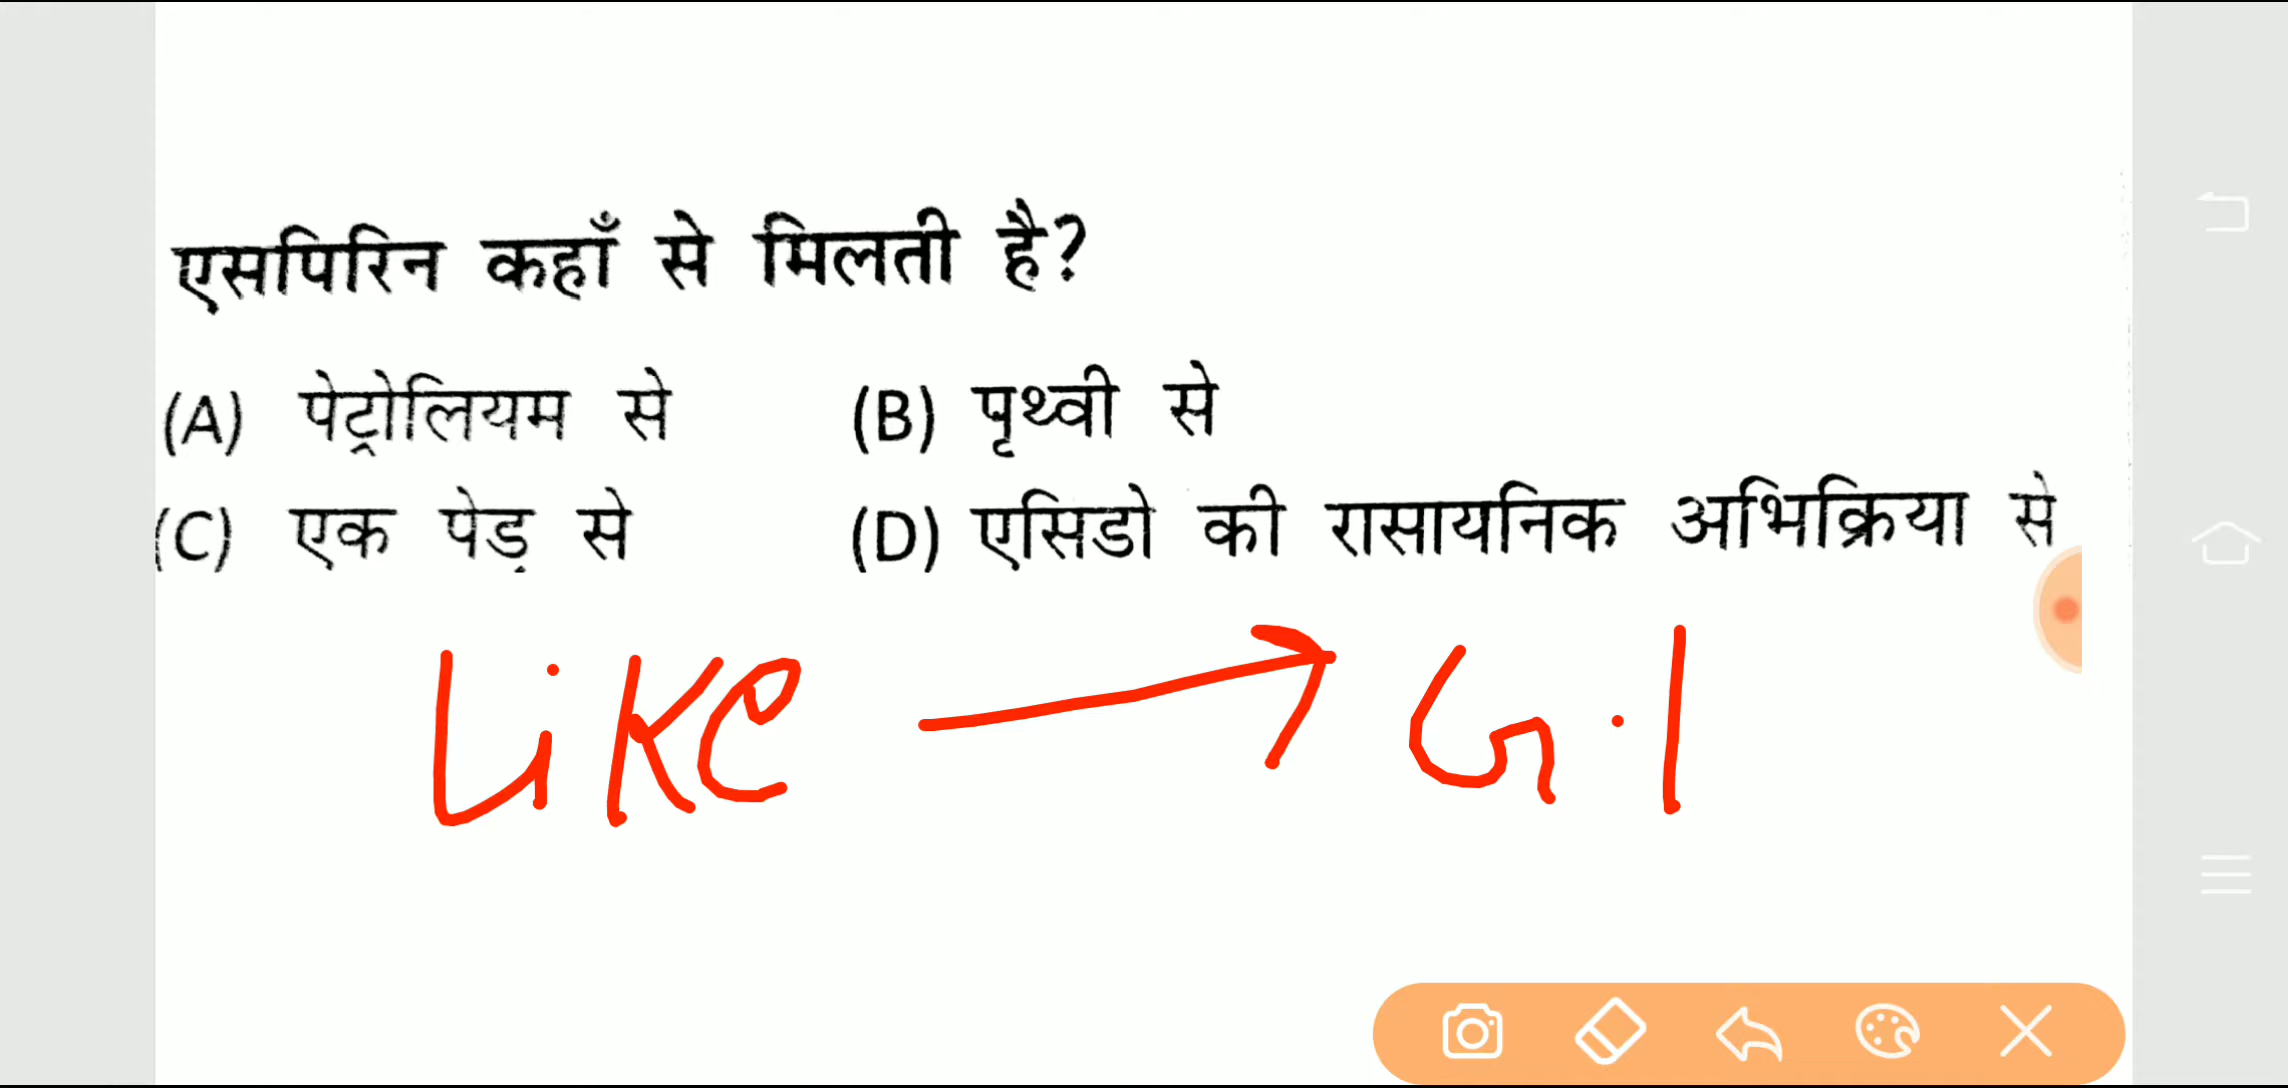 एसपिरिन कहाँ से मिलती है?
(A) पेट्रोलियम से (B) पृथ्वी से
(C) एक पेड़ से (D) एसिडो की रासायनिक अभिक्रिया से
Like → G.I